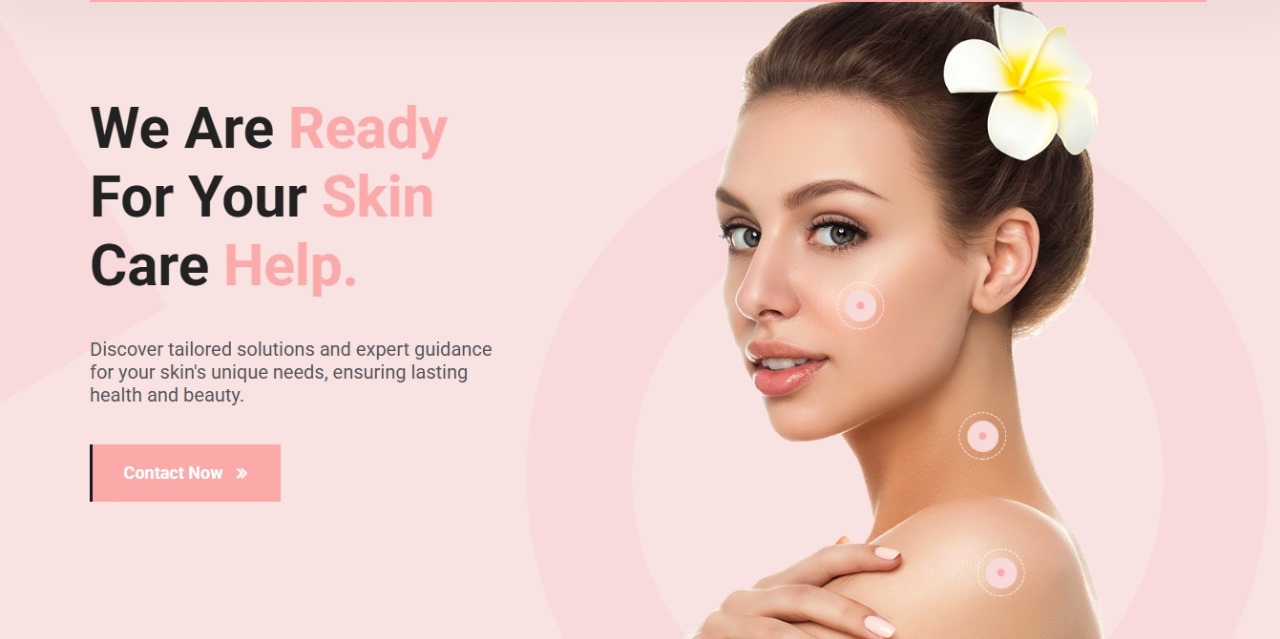 We Are Ready
For Your Skin
Care Help.
Discover tailored solutions and expert guidance
for your skin's unique needs, ensuring lasting
health and beauty.
Contact Now »